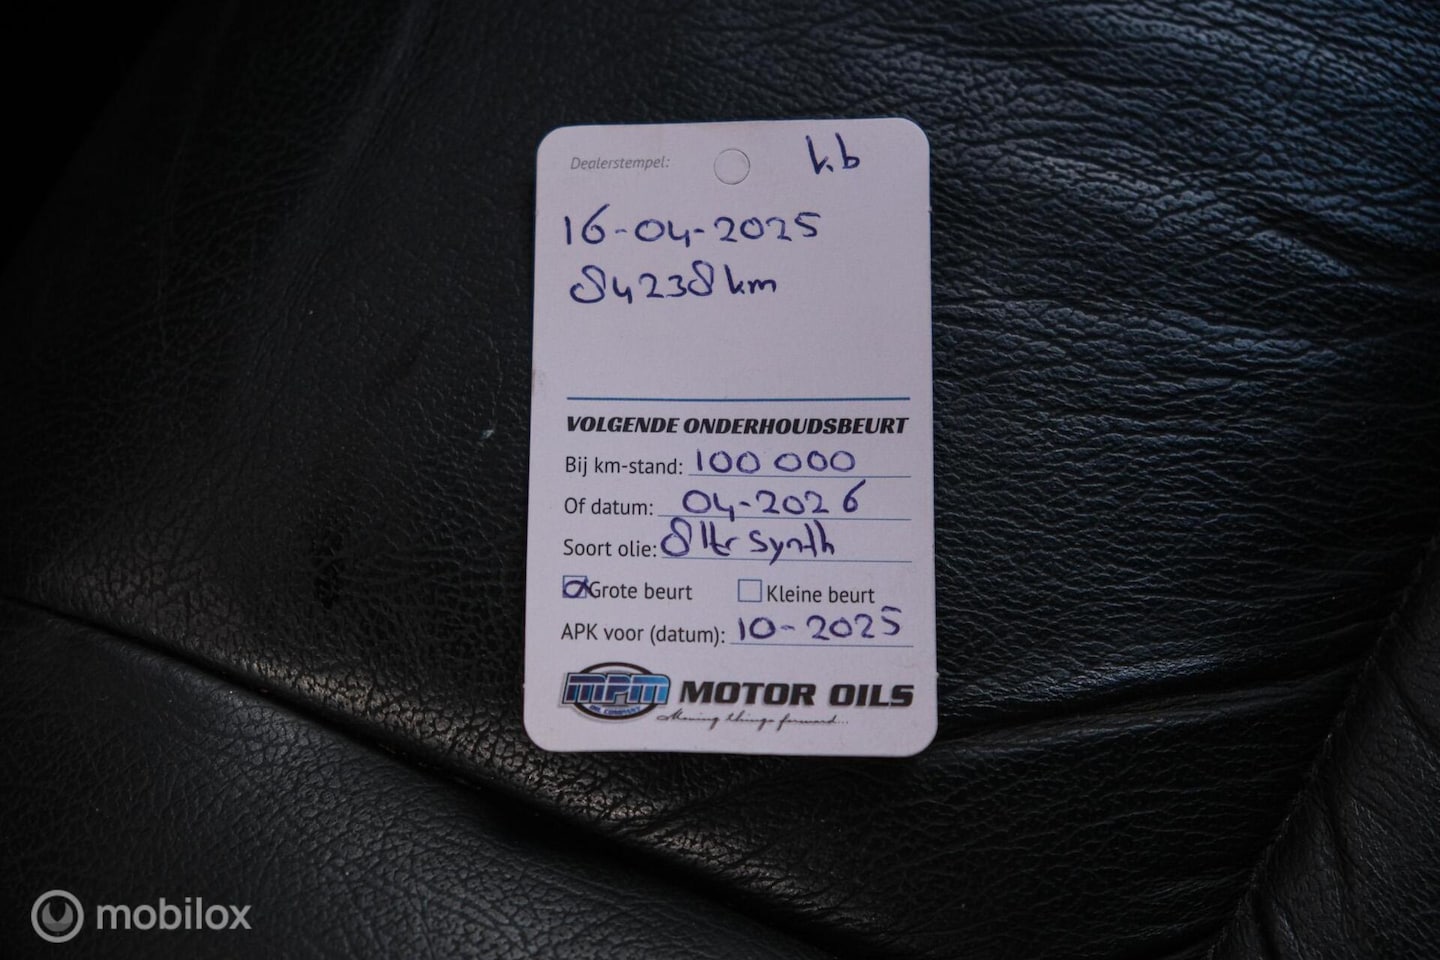 Dealerstempel: k.b
16-04-2025
84238 km
VOLGENDE ONDERHOUDSBEURT
Bij km-stand: 100 000
Of datum: 04-2026
Soort olie: 8 ltr synth
Grote beurt Kleine beurt
APK voor (datum): 10-2025
MPM MOTOR OILS
OIL COMPANY Moving things forward...
mobilox